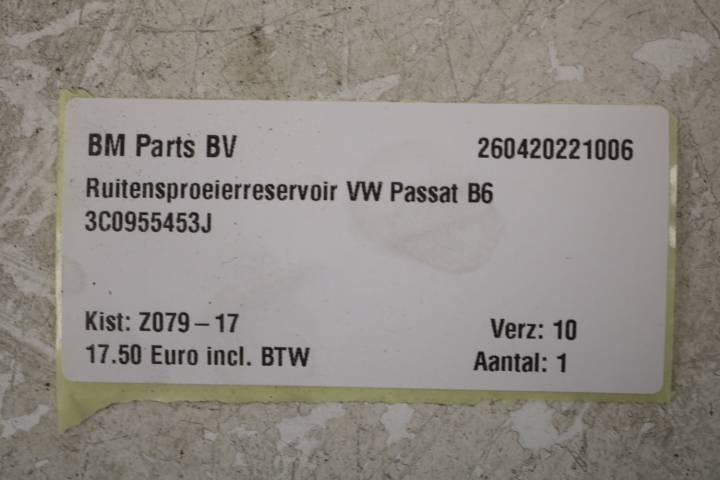 BM Parts BV 260420221006
Ruitensproeierreservoir VW Passat B6
3C0955453J
Kist: Z079-17 Verz: 10
17.50 Euro incl. BTW Aantal: 1